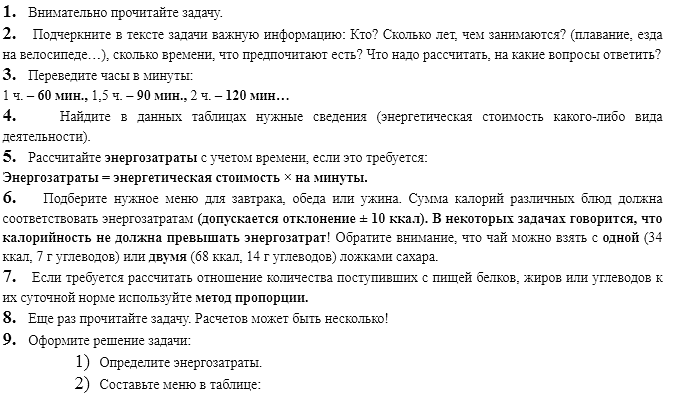 1. Внимательно прочитайте задачу.
2. Подчеркните в тексте задачи важную информацию: Кто? Сколько лет, чем занимаются? (плавание, езда
на велосипеде…), сколько времени, что предпочитают есть? Что надо рассчитать, на какие вопросы ответить?
3. Переведите часы в минуты:
1 ч. – 60 мин., 1,5 ч. – 90 мин., 2 ч. – 120 мин…
4. Найдите в данных таблицах нужные сведения (энергетическая стоимость какого-либо вида
деятельности).
5. Рассчитайте энергозатраты с учетом времени, если это требуется:
Энергозатраты = энергетическая стоимость × на минуты.
6. Подберите нужное меню для завтрака, обеда или ужина. Сумма калорий различных блюд должна
соответствовать энергозатратам (допускается отклонение ± 10 ккал). В некоторых задачах говорится, что
калорийность не должна превышать энергозатрат! Обратите внимание, что чай можно взять с одной (34
ккал, 7 г углеводов) или двумя (68 ккал, 14 г углеводов) ложками сахара.
7. Если требуется рассчитать отношение количества поступивших с пищей белков, жиров или углеводов к
их суточной норме используйте метод пропорции.
8. Еще раз прочитайте задачу. Расчетов может быть несколько!
9. Оформите решение задачи:
1) Определите энергозатраты.
2) Составьте меню в таблице: